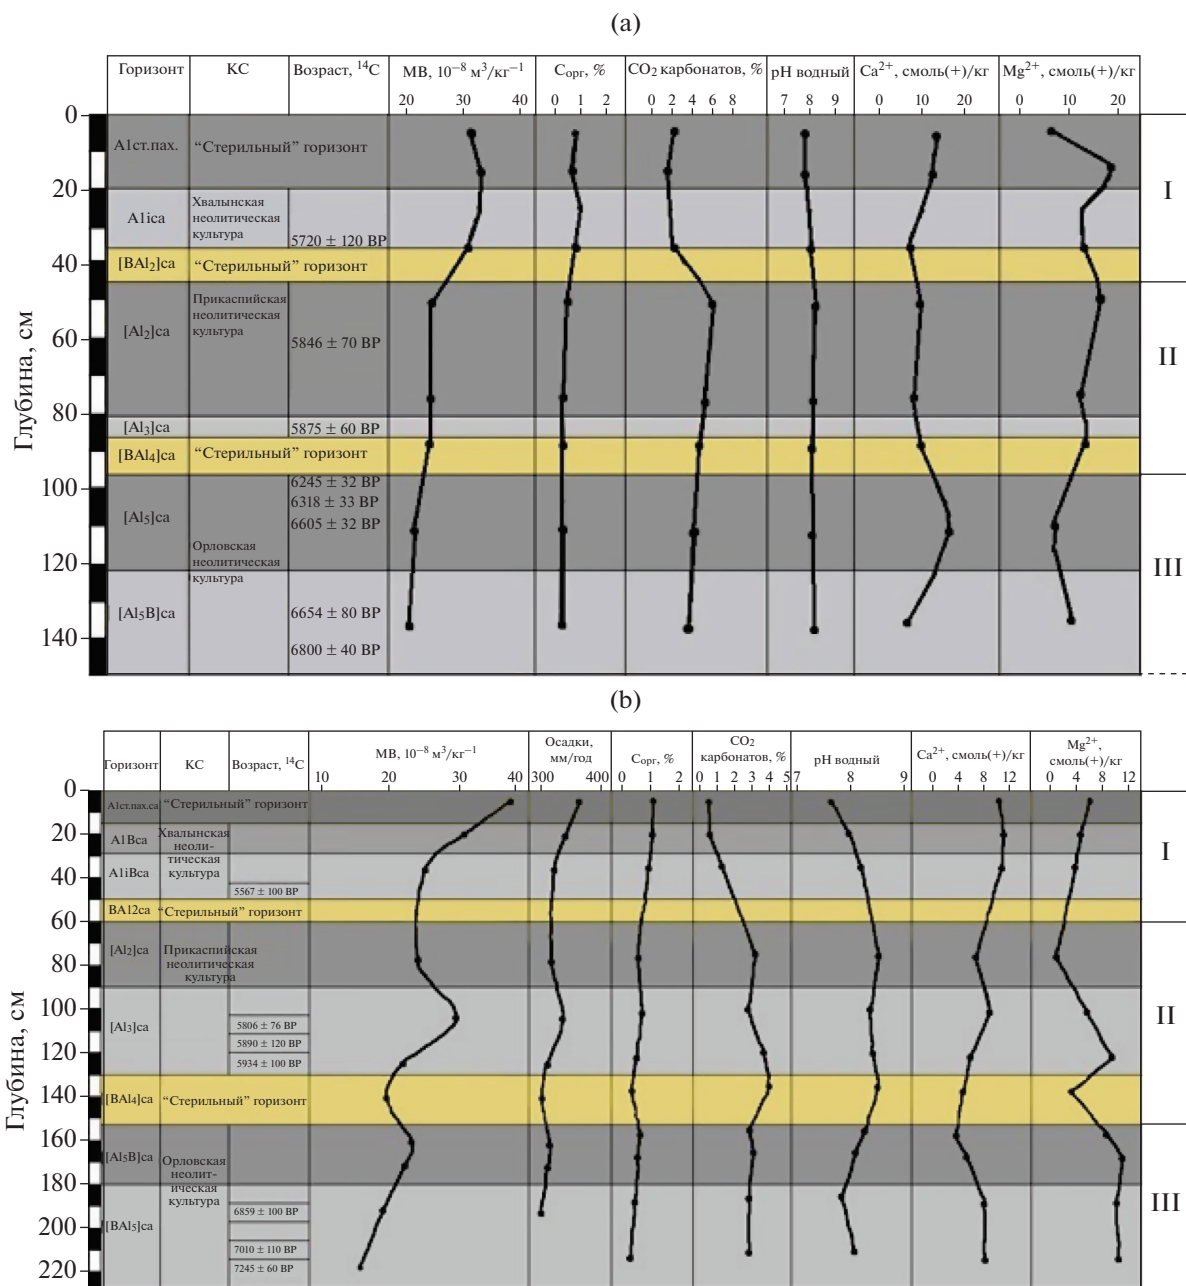 (a)
Горизонт КС Возраст, ¹⁴C МВ, 10⁻⁸ м³/кг⁻¹ Cорг, % CO₂ карбонатов, % pH водный Ca²⁺, смоль(+)/кг Mg²⁺, смоль(+)/кг
20 30 40 0 1 2 0 2 4 6 8 7 8 9 0 10 20 0 10 20
Глубина, см
0
20
40
60
80
100
120
140
А1ст.пах. “Стерильный” горизонт
I
А1iса
Хвалынская
неолитическая
культура
5720 ± 120 BP
[BAl₂]ca “Стерильный” горизонт
[Al₂]ca
Прикаспийская
неолитическая
культура
5846 ± 70 BP
II
[Al₃]ca 5875 ± 60 BP
[BAl₄]ca “Стерильный” горизонт
[Al₅]ca
6245 ± 32 BP
6318 ± 33 BP
6605 ± 32 BP
Орловская
неолитическая
культура
III
[Al₅B]ca
6654 ± 80 BP
6800 ± 40 BP
(b)
Горизонт КС Возраст, ¹⁴C
МВ, 10⁻⁸ м³/кг⁻¹
Осадки,
мм/год
Cорг, %
CO₂
карбонатов, %
pH водный
Ca²⁺, смоль(+)/кг
Mg²⁺,
смоль(+)/кг
10 20 30 40 300 400 0 1 2 0 1 2 3 4 5 7 8 9 0 4 8 12 0 4 8 12
Глубина, см
0
20
40
60
80
100
120
140
160
180
200
220
А1ст.пах.са “Стерильный” горизонт
А1Вса
Хвалынская
неоли-
тическая
культура
I
А1iВса
5567 ± 100 BP
BA12ca “Стерильный” горизонт
[Al₂]ca
Прикаспийская
неолитическая
культура
[Al₃]ca
5806 ± 76 BP
5890 ± 120 BP
5934 ± 100 BP
II
[BAl₄]ca “Стерильный” горизонт
[Al₅B]ca
Орловская
неолит-
ическая
культура
III
[BAl₅]ca
6859 ± 100 BP
7010 ± 110 BP
7245 ± 60 BP